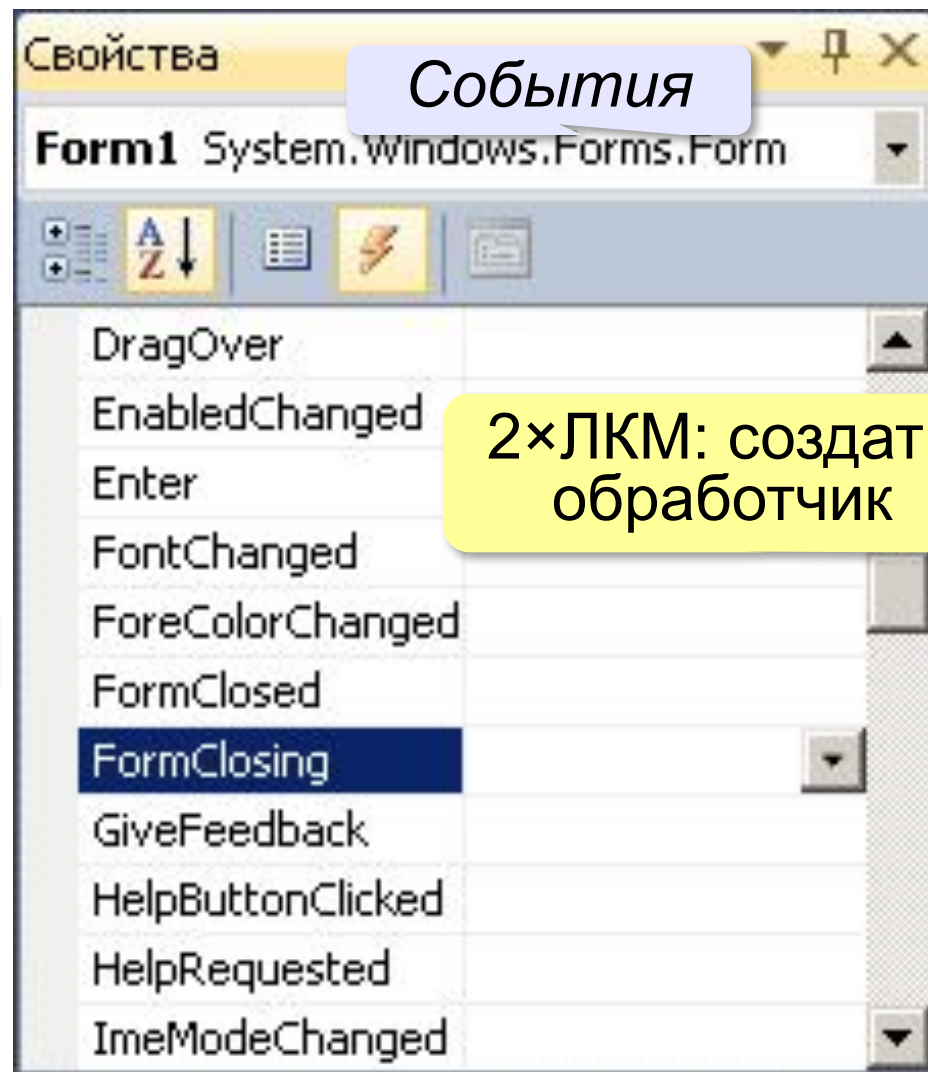 Свойства
События
Form1 System.Windows.Forms.Form
DragOver
EnabledChanged
2×ЛКМ: создат
обработчик
Enter
FontChanged
ForeColorChanged
FormClosed
FormClosing
GiveFeedback
HelpButtonClicked
HelpRequested
ImeModeChanged